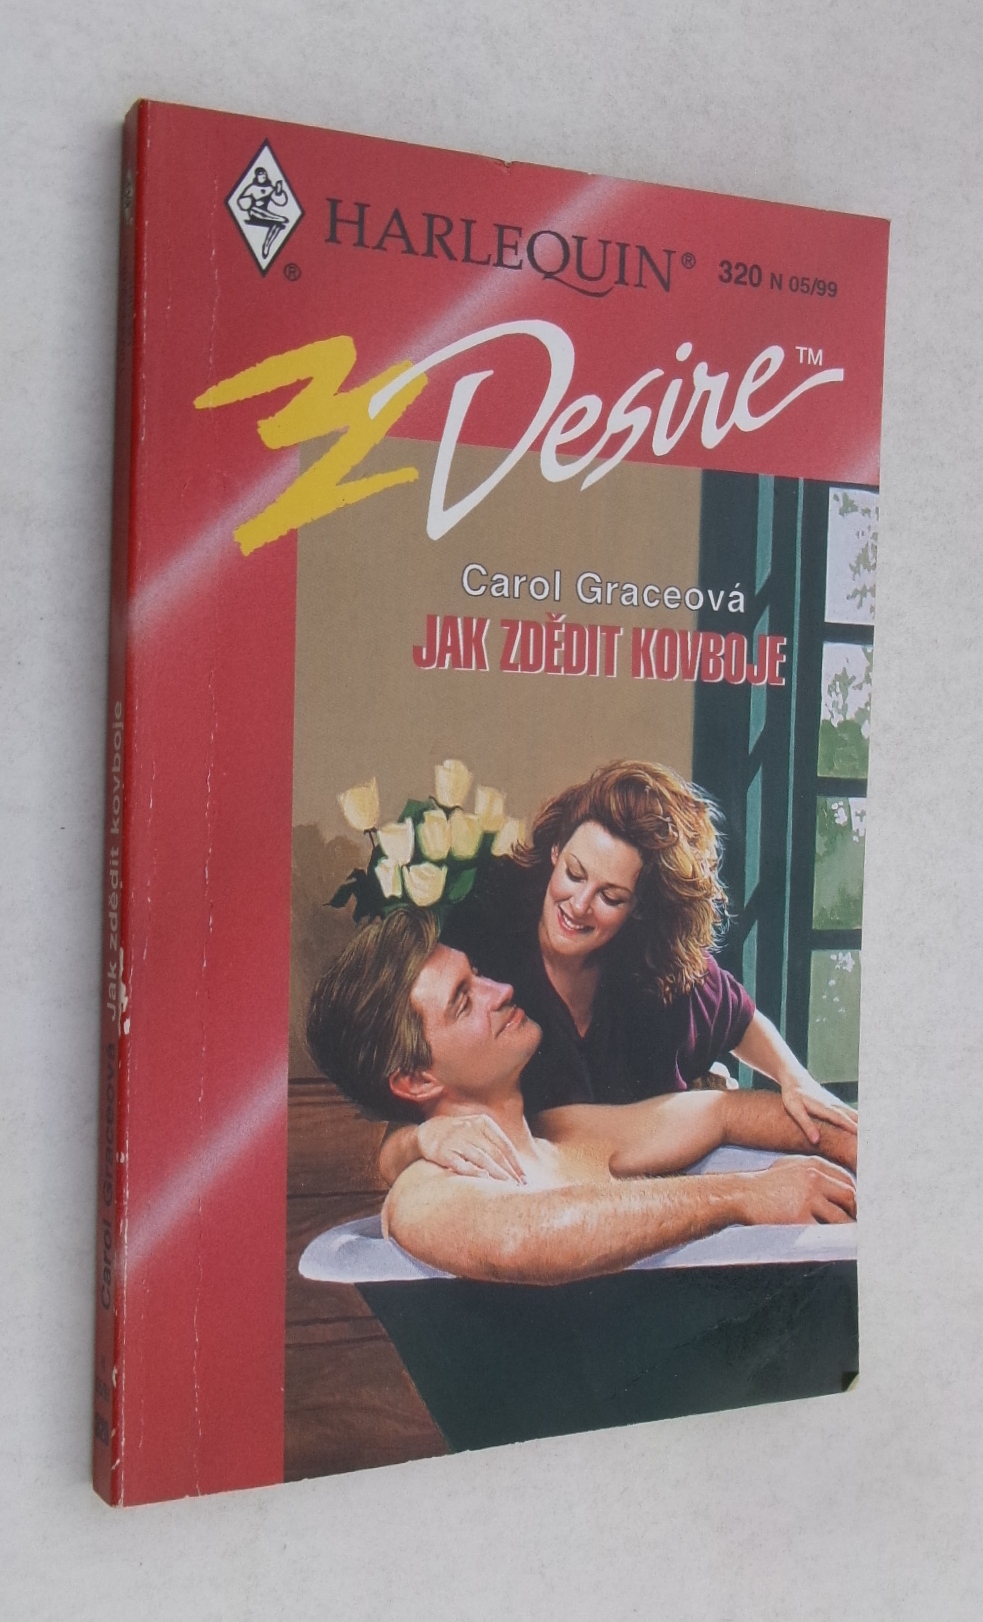 HARLEQUIN® 320 N 05/99
®
Desire™
Carol Graceová
JAK ZDĚDIT KOVBOJE
Carol Graceová Jak zdědit kovboje